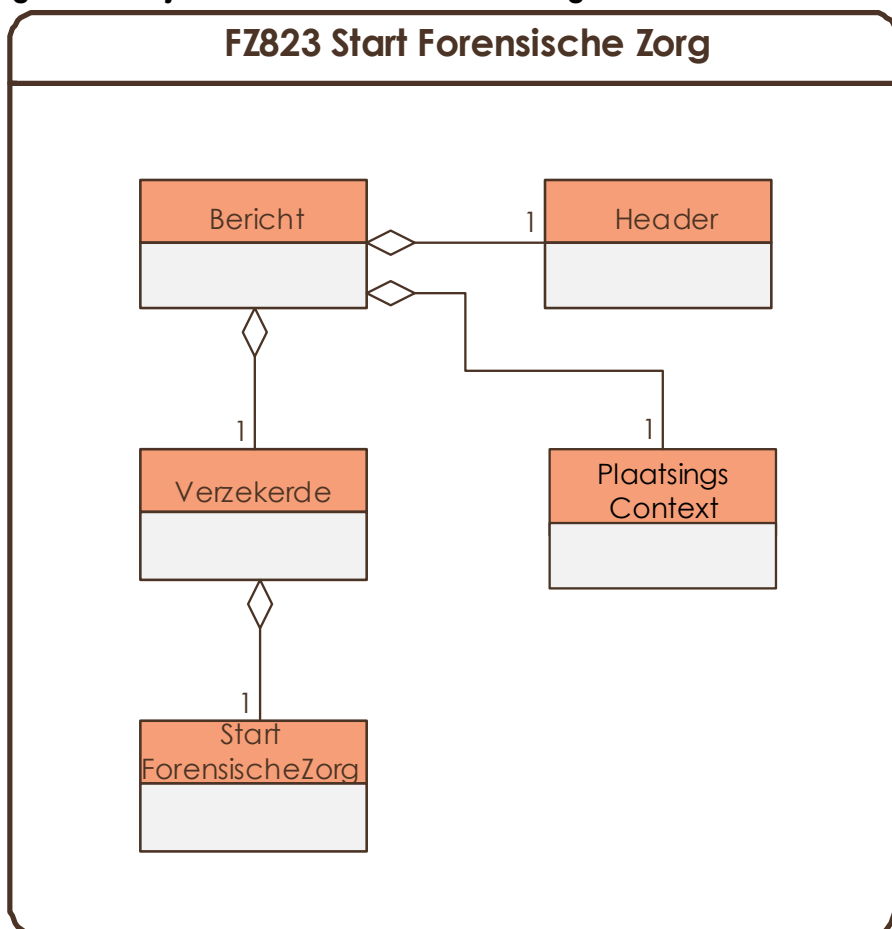 FZ823 Start Forensische Zorg
Bericht
1
Header
1
1
Verzekerde
Plaatsings
Context
1
Start
ForensischeZorg